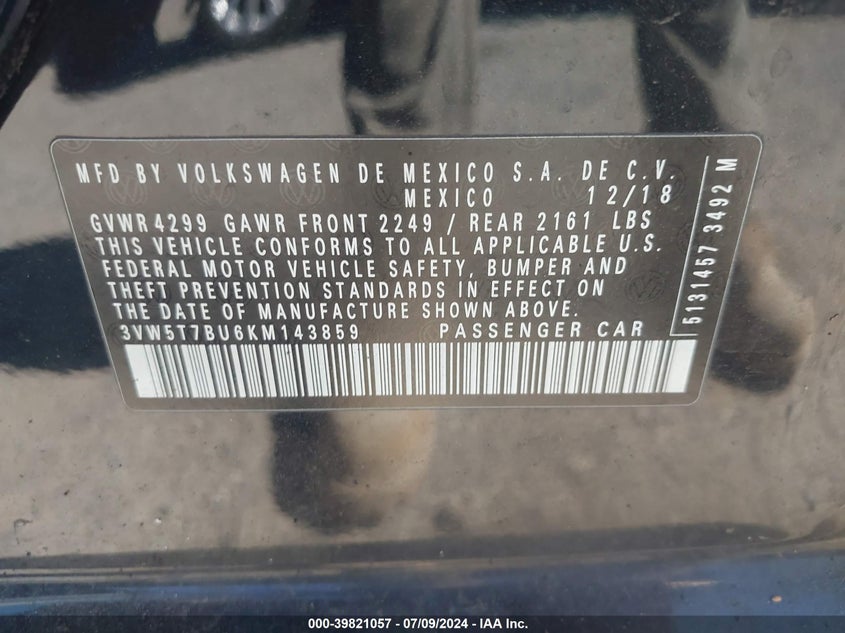 MFD BY VOLKSWAGEN DE MEXICO S.A. DE C.V.
MEXICO 12/18
GVWR 4299 GAWR FRONT 2249 / REAR 2161 LBS
THIS VEHICLE CONFORMS TO ALL APPLICABLE U.S.
FEDERAL MOTOR VEHICLE SAFETY, BUMPER AND
THEFT PREVENTION STANDARDS IN EFFECT ON
THE DATE OF MANUFACTURE SHOWN ABOVE.
3VW5T7BU6KM143859 PASSENGER CAR
5131457 3492 M
000-39821057 - 07/09/2024 - IAA Inc.